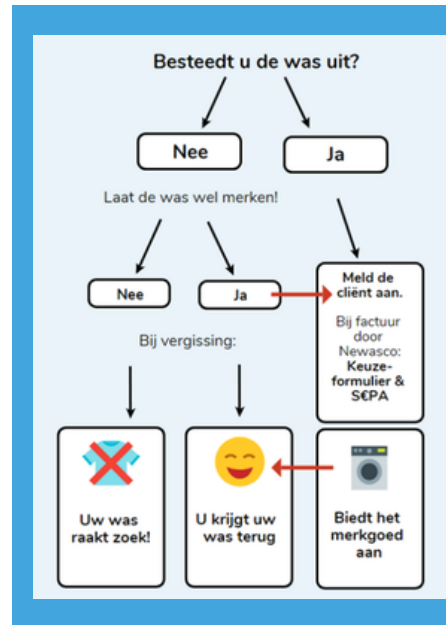 Besteedt u de was uit?
Nee
Ja
Laat de was wel merken!
Nee
Ja
Meld de
cliënt aan.
Bij factuur
door
Newasco:
Keuze-
formulier &
S€PA
Bij vergissing:
Uw was
raakt zoek!
U krijgt uw
was terug
Biedt het
merkgoed
aan